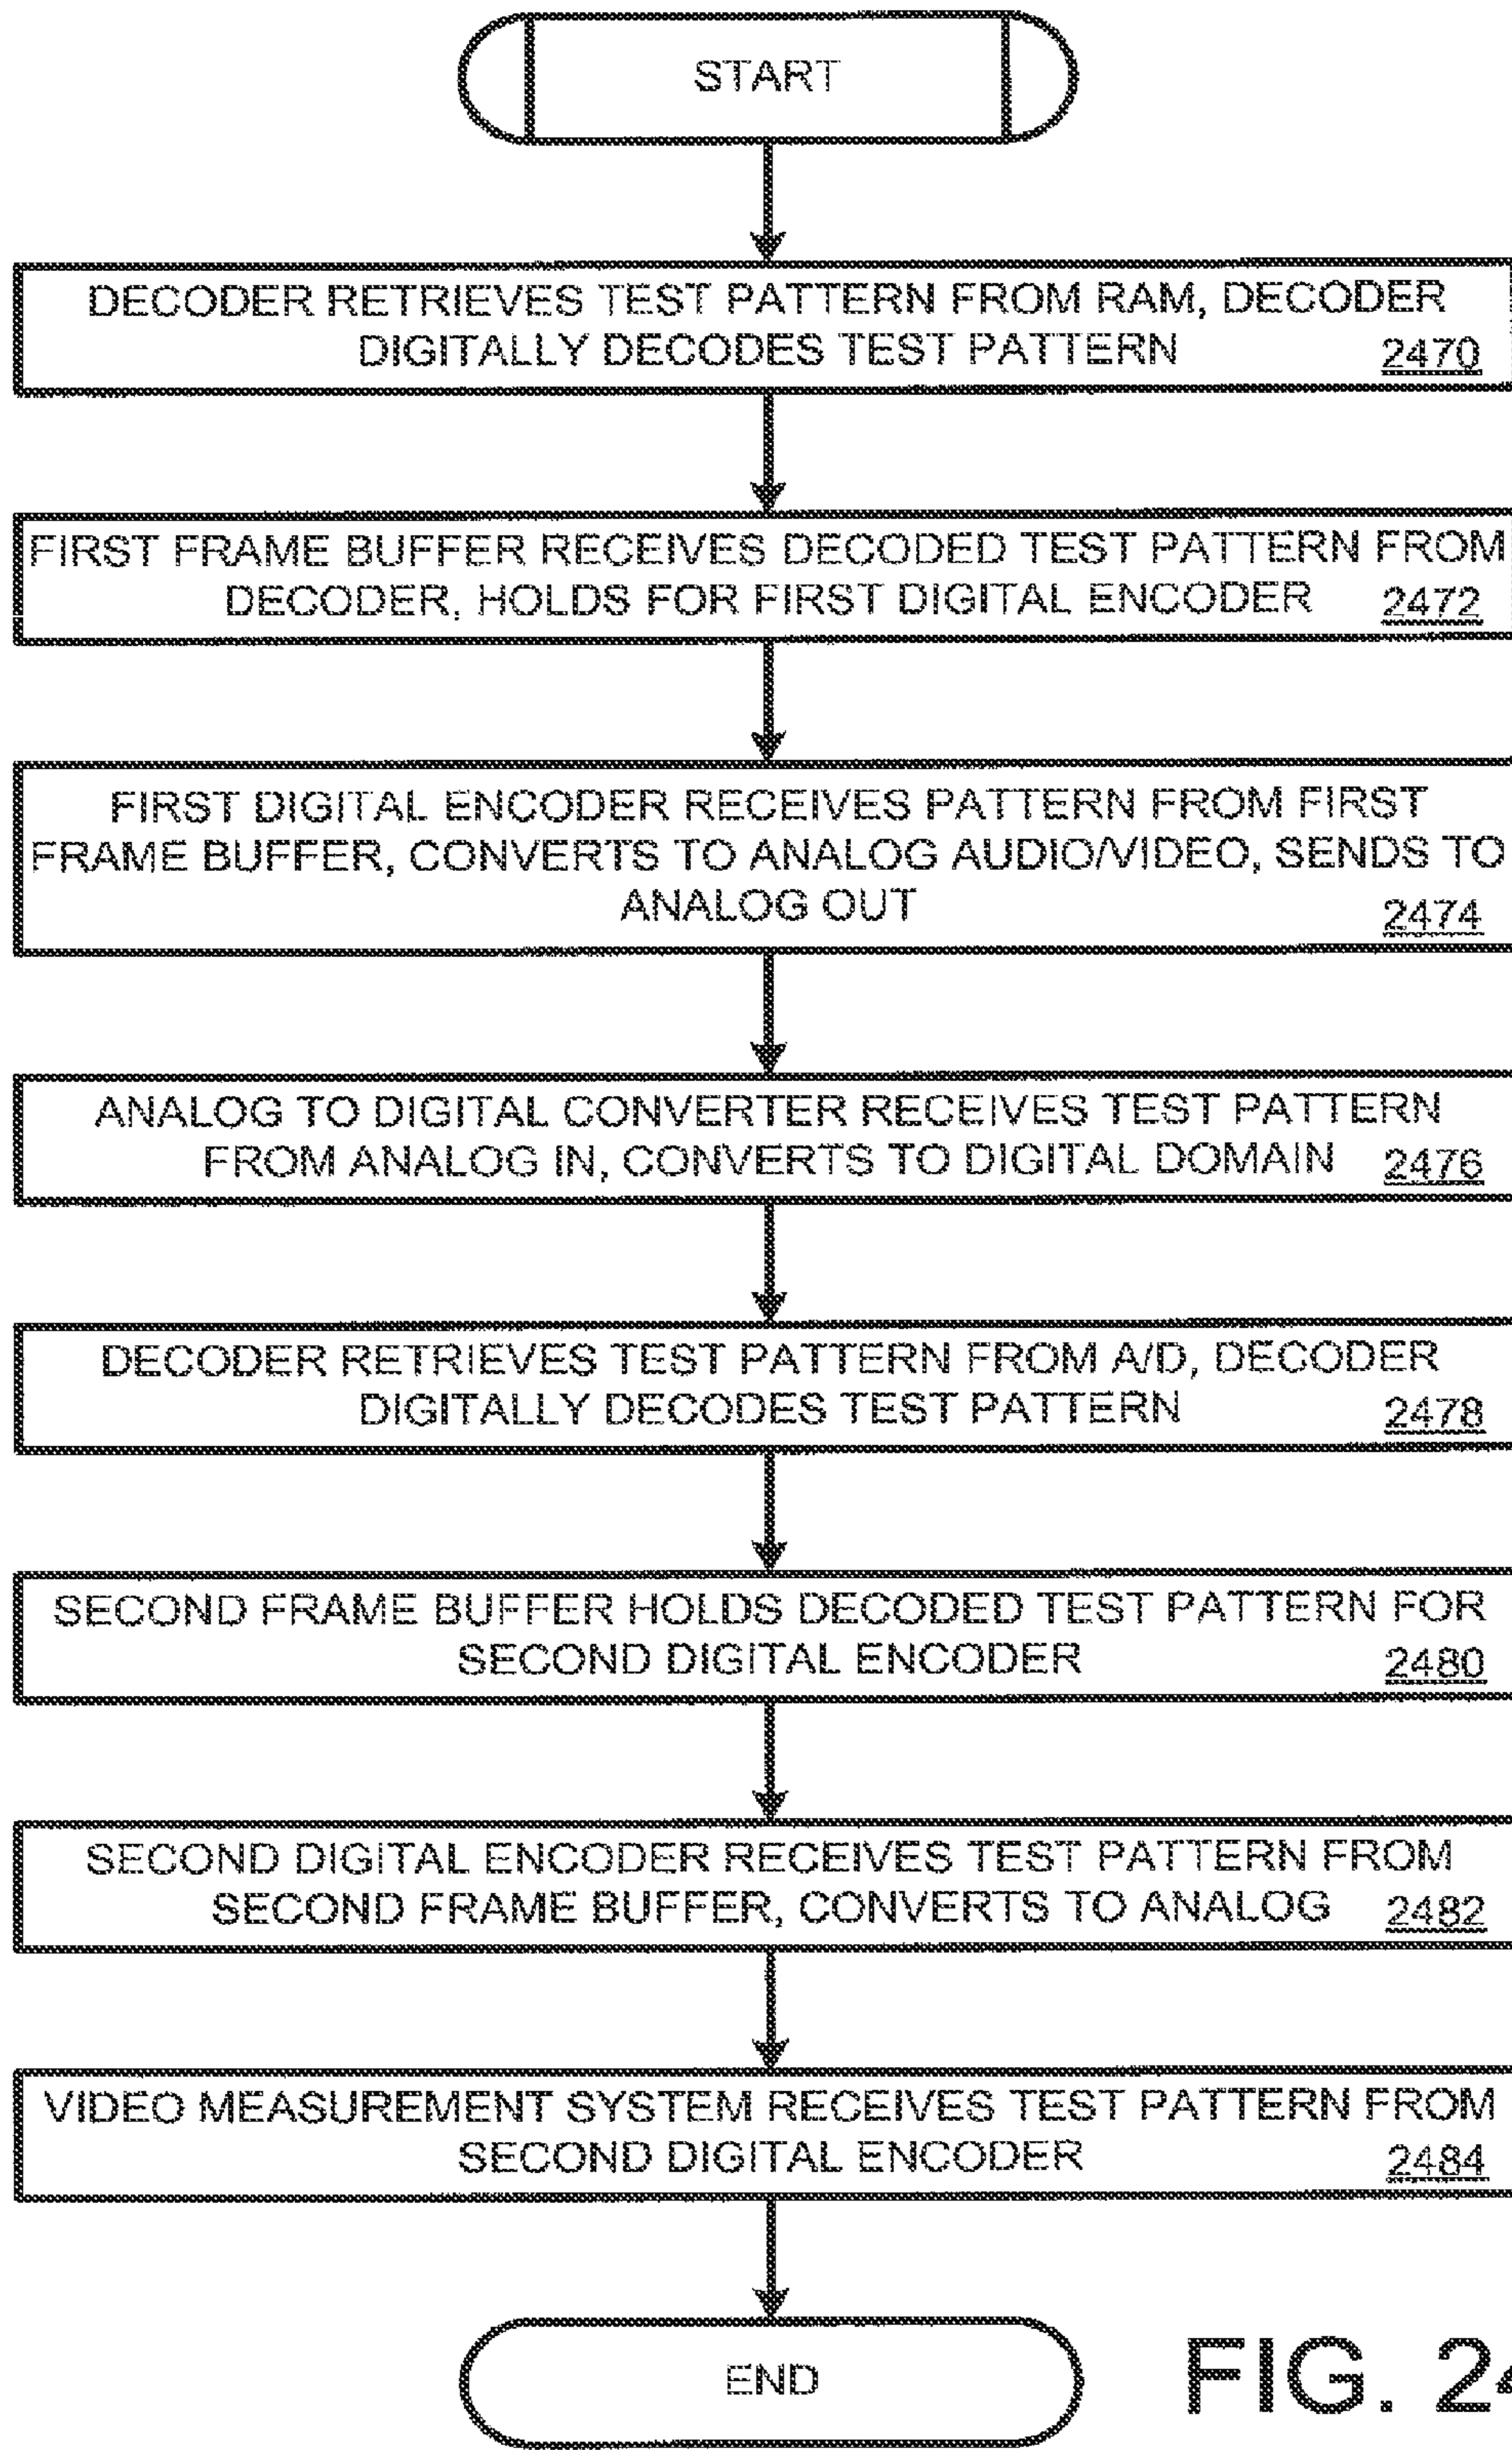 START
DECODER RETRIEVES TEST PATTERN FROM RAM, DECODER
DIGITALLY DECODES TEST PATTERN 2470
FIRST FRAME BUFFER RECEIVES DECODED TEST PATTERN FROM
DECODER, HOLDS FOR FIRST DIGITAL ENCODER 2472
FIRST DIGITAL ENCODER RECEIVES PATTERN FROM FIRST
FRAME BUFFER, CONVERTS TO ANALOG AUDIO/VIDEO, SENDS TO
ANALOG OUT 2474
ANALOG TO DIGITAL CONVERTER RECEIVES TEST PATTERN
FROM ANALOG IN, CONVERTS TO DIGITAL DOMAIN 2476
DECODER RETRIEVES TEST PATTERN FROM A/D, DECODER
DIGITALLY DECODES TEST PATTERN 2478
SECOND FRAME BUFFER HOLDS DECODED TEST PATTERN FOR
SECOND DIGITAL ENCODER 2480
SECOND DIGITAL ENCODER RECEIVES TEST PATTERN FROM
SECOND FRAME BUFFER, CONVERTS TO ANALOG 2482
VIDEO MEASUREMENT SYSTEM RECEIVES TEST PATTERN FROM
SECOND DIGITAL ENCODER 2484
END
FIG. 24